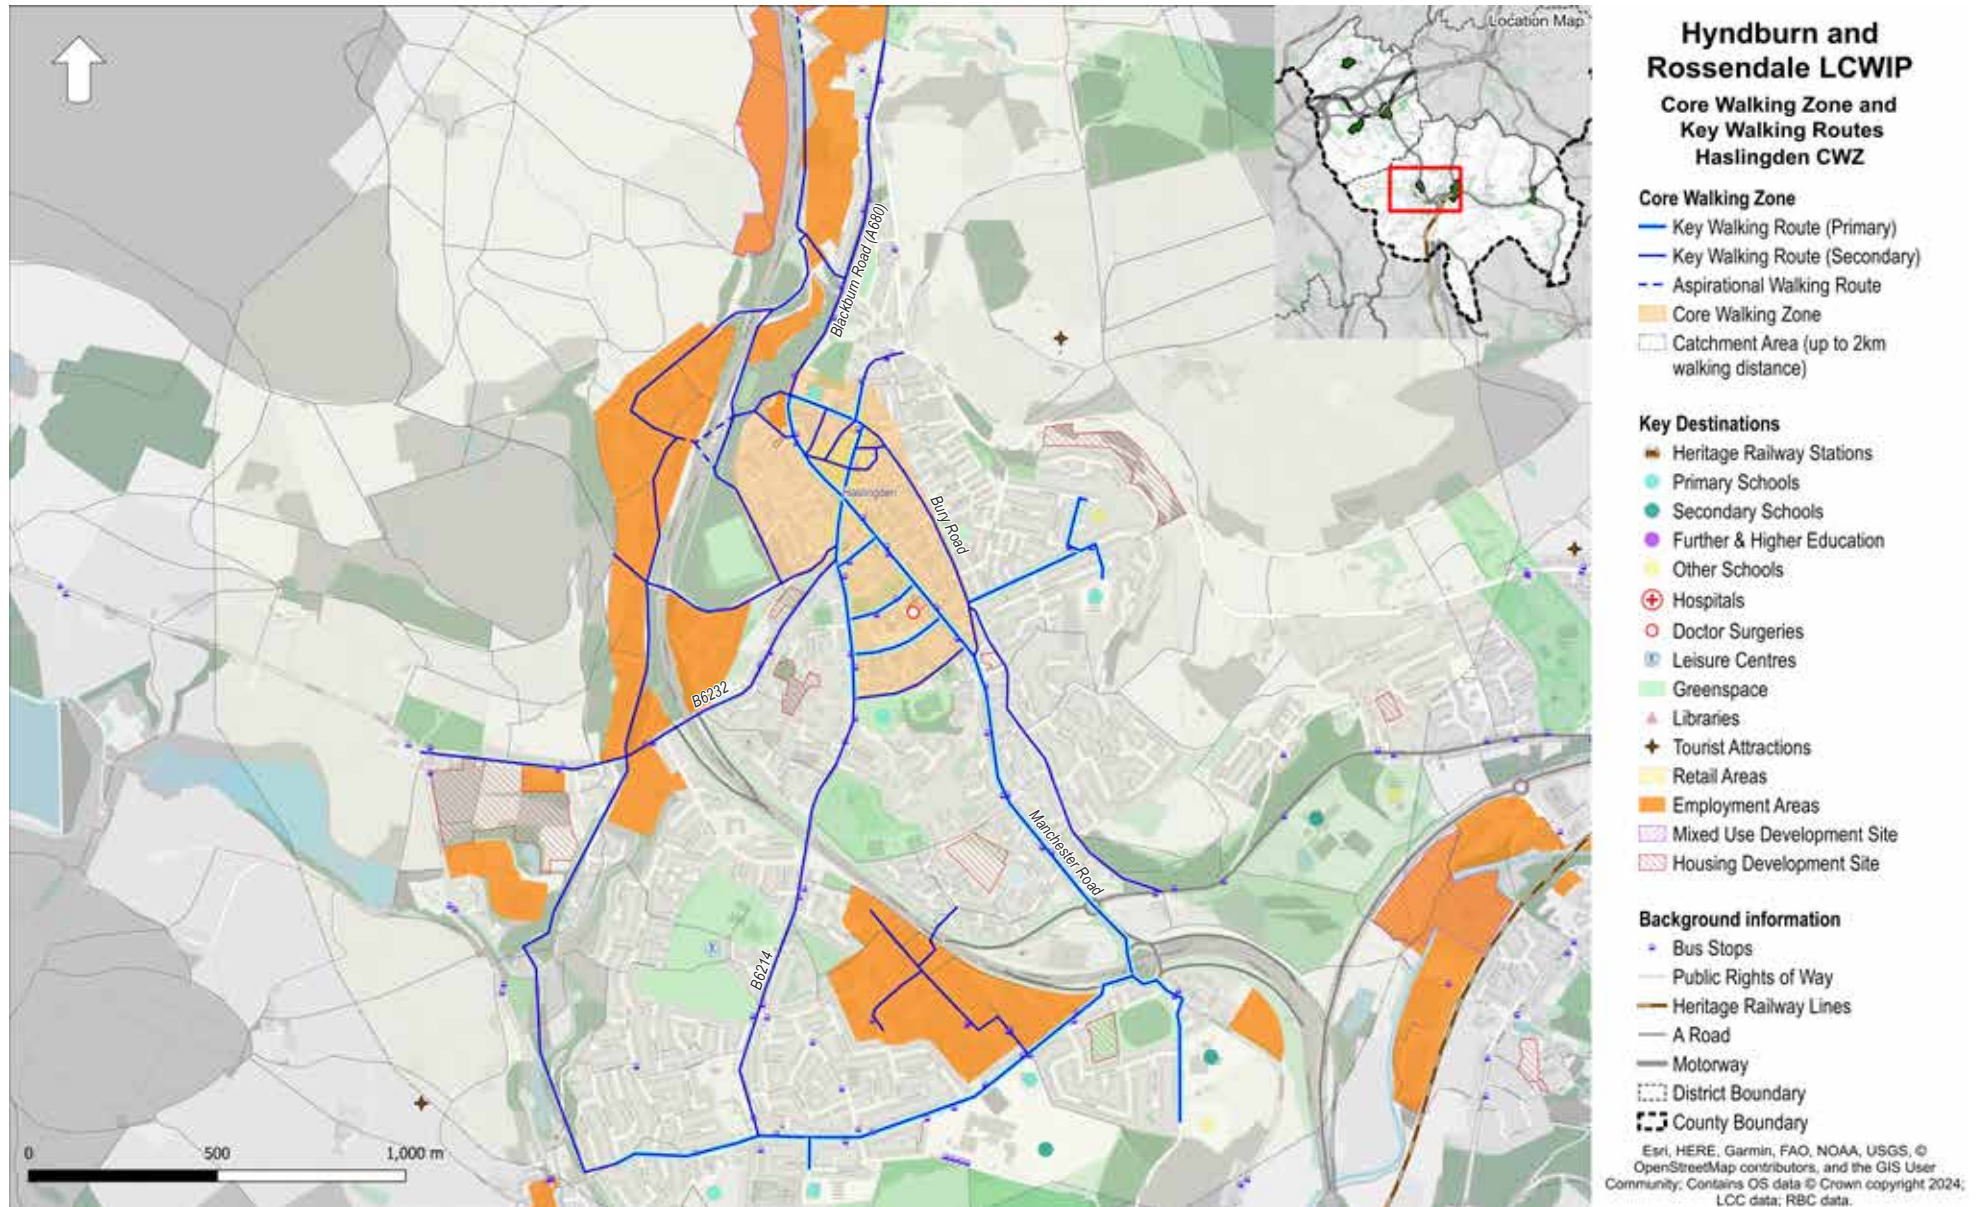 Location Map
Blackburn Road (A680)
Haslingden
Bury Road
B6232
Manchester Road
B6214
0 500 1,000 m
Hyndburn and
Rossendale LCWIP
Core Walking Zone and
Key Walking Routes
Haslingden CWZ
Core Walking Zone
Key Walking Route (Primary)
Key Walking Route (Secondary)
Aspirational Walking Route
Core Walking Zone
Catchment Area (up to 2km
walking distance)
Key Destinations
Heritage Railway Stations
Primary Schools
Secondary Schools
Further & Higher Education
Other Schools
Hospitals
Doctor Surgeries
Leisure Centres
Greenspace
Libraries
Tourist Attractions
Retail Areas
Employment Areas
Mixed Use Development Site
Housing Development Site
Background information
Bus Stops
Public Rights of Way
Heritage Railway Lines
A Road
Motorway
District Boundary
County Boundary
Esri, HERE, Garmin, FAO, NOAA, USGS, ©
OpenStreetMap contributors, and the GIS User
Community; Contains OS data © Crown copyright 2024;
LCC data; RBC data.